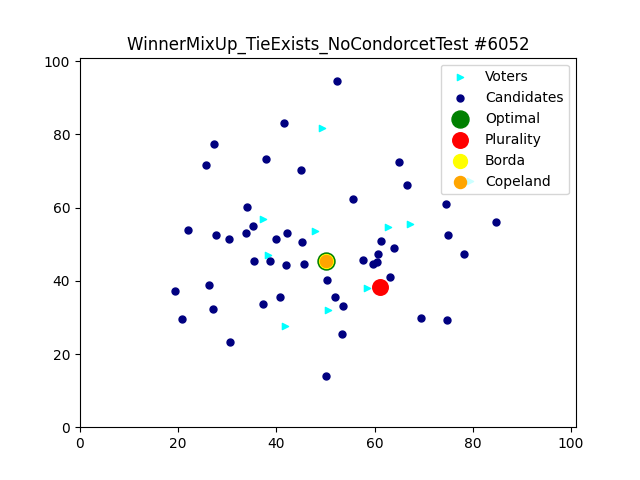 WinnerMixUp_TieExists_NoCondorcetTest #6052
100
80
60
40
20
0
0
20
40
60
80
100
Voters
Candidates
Optimal
Plurality
Borda
Copeland